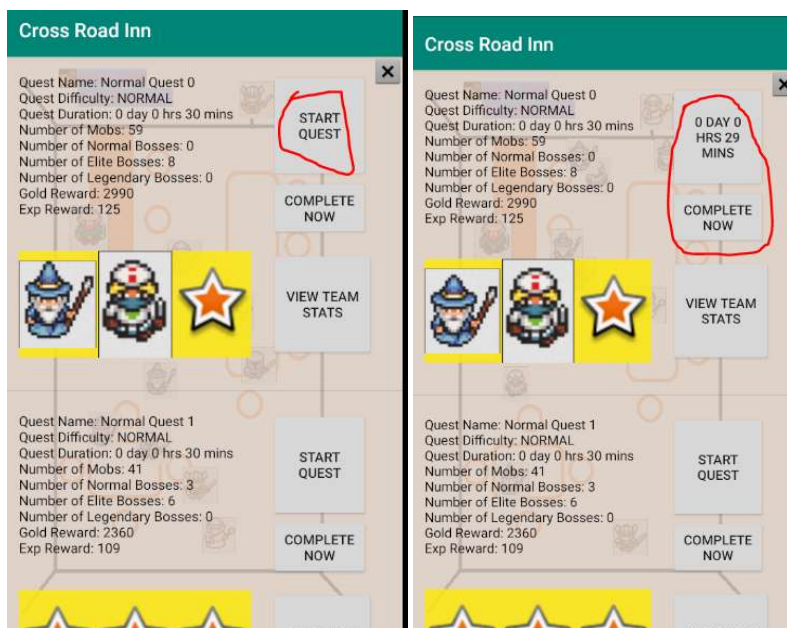 Cross Road Inn
Quest Name: Normal Quest 0
Quest Difficulty: NORMAL
Quest Duration: 0 day 0 hrs 30 mins
Number of Mobs: 59
Number of Normal Bosses: 0
Number of Elite Bosses: 8
Number of Legendary Bosses: 0
Gold Reward: 2990
Exp Reward: 125
START
QUEST
COMPLETE
NOW
VIEW TEAM
STATS
Quest Name: Normal Quest 1
Quest Difficulty: NORMAL
Quest Duration: 0 day 0 hrs 30 mins
Number of Mobs: 41
Number of Normal Bosses: 3
Number of Elite Bosses: 6
Number of Legendary Bosses: 0
Gold Reward: 2360
Exp Reward: 109
START
QUEST
COMPLETE
NOW
Cross Road Inn
Quest Name: Normal Quest 0
Quest Difficulty: NORMAL
Quest Duration: 0 day 0 hrs 30 mins
Number of Mobs: 59
Number of Normal Bosses: 0
Number of Elite Bosses: 8
Number of Legendary Bosses: 0
Gold Reward: 2990
Exp Reward: 125
0 DAY 0
HRS 29
MINS
COMPLETE
NOW
VIEW TEAM
STATS
Quest Name: Normal Quest 1
Quest Difficulty: NORMAL
Quest Duration: 0 day 0 hrs 30 mins
Number of Mobs: 41
Number of Normal Bosses: 3
Number of Elite Bosses: 6
Number of Legendary Bosses: 0
Gold Reward: 2360
Exp Reward: 109
START
QUEST
COMPLETE
NOW